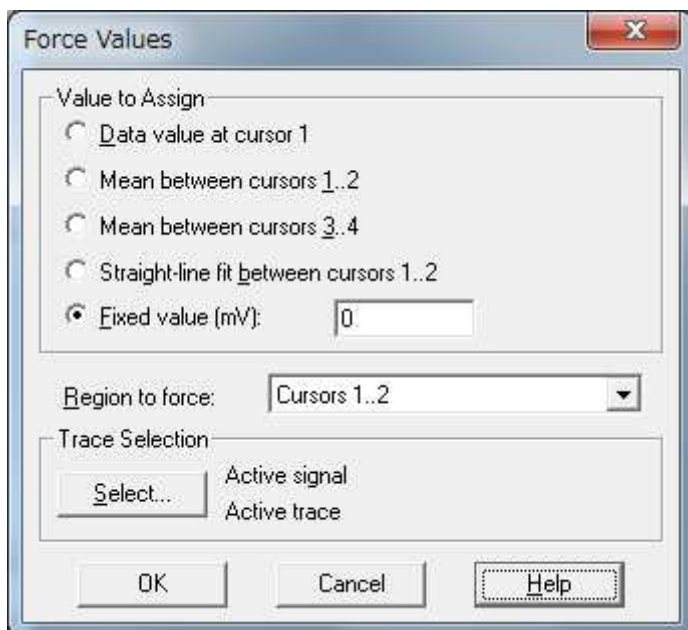 Force Values
Value to Assign
Data value at cursor 1
Mean between cursors 1..2
Mean between cursors 3..4
Straight-line fit between cursors 1..2
Fixed value (mV): 0
Region to force: Cursors 1..2
Trace Selection
Select... Active signal
Active trace
OK Cancel Help